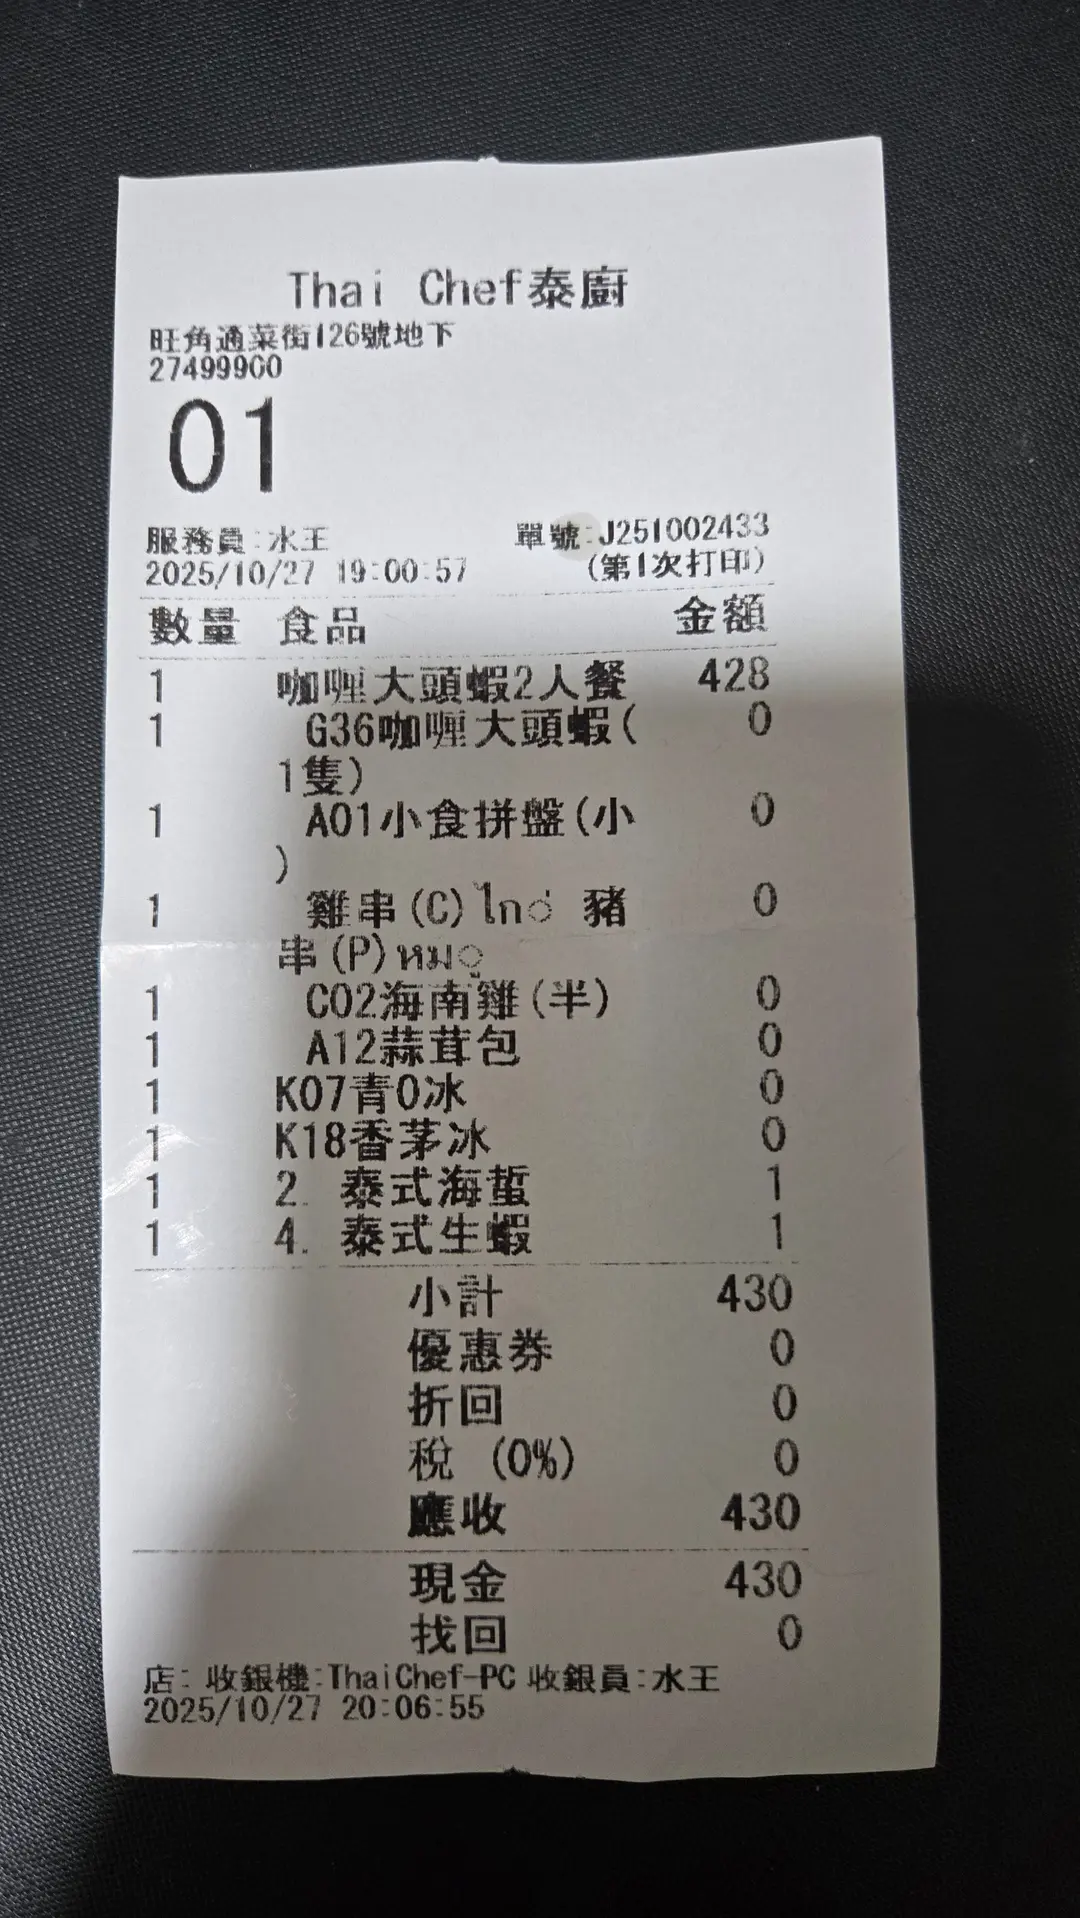 Thai Chef泰廚
旺角通菜街126號地下
27499900
01
服務員:水王 單號:J251002433
2025/10/27 19:00:57 (第1次打印)
數量 食品 金額
1 咖喱大頭蝦2人餐 428
1 G36咖喱大頭蝦( 0
1隻)
1 A01小食拼盤(小 0
)
1 雞串(C)ไก่ 豬 0
串(P)หมู
1 C02海南雞(半) 0
1 A12蒜茸包 0
1 K07青0冰 0
1 K18香茅冰 0
1 2. 泰式海蜇 1
1 4. 泰式生蝦 1
小計 430
優惠券 0
折回 0
稅 (0%) 0
應收 430
現金 430
找回 0
店: 收銀機:ThaiChef-PC 收銀員:水王
2025/10/27 20:06:55